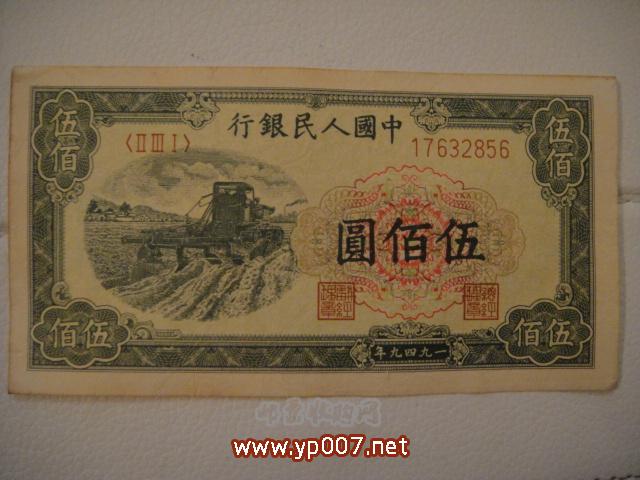 中國人民銀行
〈II III I〉
17632856
伍佰
伍佰
伍佰圓
伍佰
伍佰
一九四九年
www.yp007.net